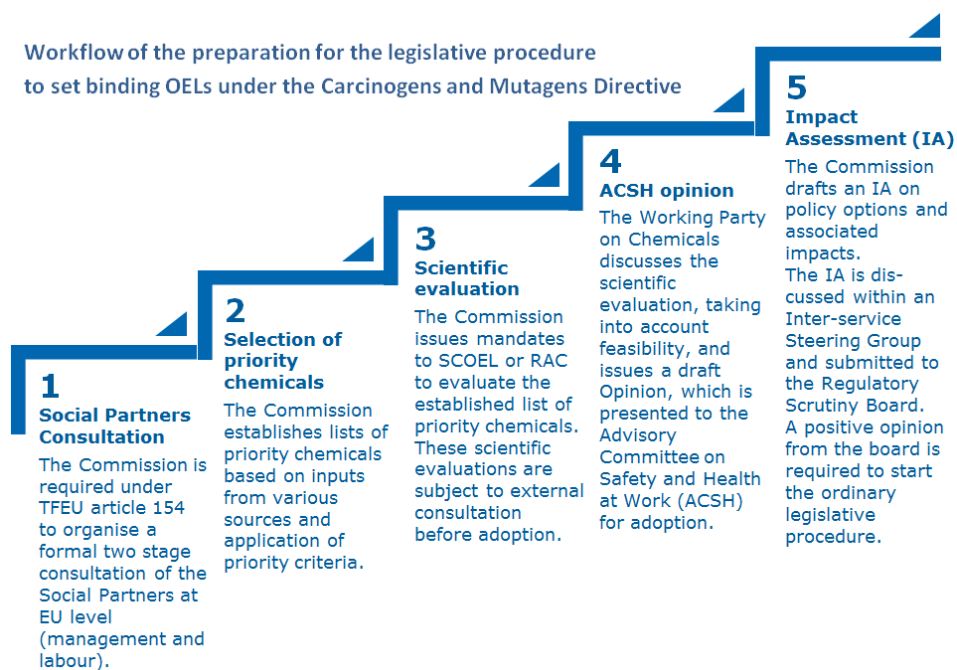 Workflow of the preparation for the legislative procedure
to set binding OELs under the Carcinogens and Mutagens Directive
1
Social Partners
Consultation
The Commission is
required under
TFEU article 154
to organise a
formal two stage
consultation of the
Social Partners at
EU level
(management and
labour).
2
Selection of
priority
chemicals
The Commission
establishes lists of
priority chemicals
based on inputs
from various
sources and
application of
priority criteria.
3
Scientific
evaluation
The Commission
issues mandates
to SCOEL or RAC
to evaluate the
established list of
priority chemicals.
These scientific
evaluations are
subject to external
consultation
before adoption.
4
ACSH opinion
The Working Party
on Chemicals
discusses the
scientific
evaluation, taking
into account
feasibility, and
issues a draft
Opinion, which is
presented to the
Advisory
Committee on
Safety and Health
at Work (ACSH)
for adoption.
5
Impact
Assessment (IA)
The Commission
drafts an IA on
policy options and
associated
impacts.
The IA is dis-
cussed within an
Inter-service
Steering Group
and submitted to
the Regulatory
Scrutiny Board.
A positive opinion
from the board is
required to start
the ordinary
legislative
procedure.